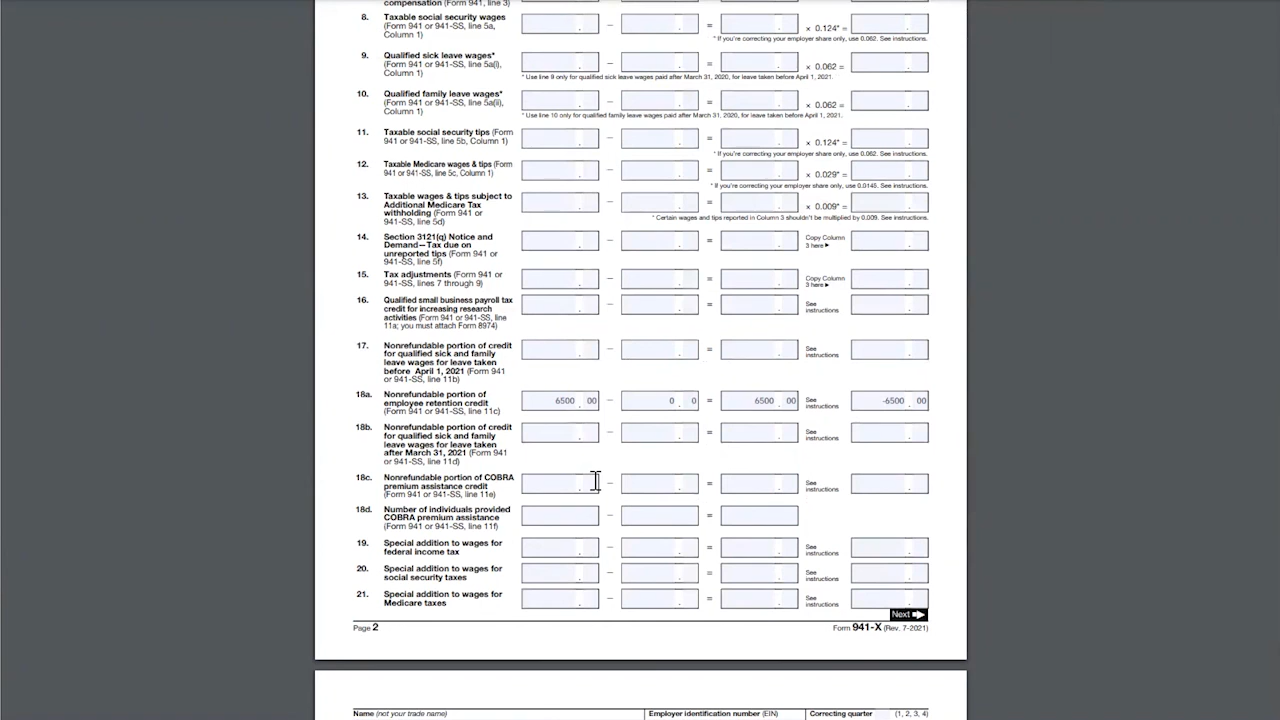 compensation (Form 941, line 3)
8. Taxable social security wages
(Form 941 or 941-SS, line 5a,
Column 1)
– = × 0.124* =
* If you're correcting your employer share only, use 0.062. See instructions.
9. Qualified sick leave wages*
(Form 941 or 941-SS, line 5a(i),
Column 1)
– = × 0.062 =
* Use line 9 only for qualified sick leave wages paid after March 31, 2020, for leave taken before April 1, 2021.
10. Qualified family leave wages*
(Form 941 or 941-SS, line 5a(ii),
Column 1)
– = × 0.062 =
* Use line 10 only for qualified family leave wages paid after March 31, 2020, for leave taken before April 1, 2021.
11. Taxable social security tips (Form
941 or 941-SS, line 5b, Column 1)
– = × 0.124* =
* If you're correcting your employer share only, use 0.062. See instructions.
12. Taxable Medicare wages & tips (Form
941 or 941-SS, line 5c, Column 1)
– = × 0.029* =
* If you're correcting your employer share only, use 0.0145. See instructions.
13. Taxable wages & tips subject to
Additional Medicare Tax
withholding (Form 941 or
941-SS, line 5d)
– = × 0.009* =
* Certain wages and tips reported in Column 3 shouldn't be multiplied by 0.009. See instructions.
14. Section 3121(q) Notice and
Demand—Tax due on
unreported tips (Form 941 or
941-SS, line 5f)
– = Copy Column
3 here ▶
15. Tax adjustments (Form 941 or
941-SS, lines 7 through 9)
– = Copy Column
3 here ▶
16. Qualified small business payroll tax
credit for increasing research
activities (Form 941 or 941-SS, line
11a; you must attach Form 8974)
– = See
instructions
17. Nonrefundable portion of credit
for qualified sick and family
leave wages for leave taken
before April 1, 2021 (Form 941
or 941-SS, line 11b)
– = See
instructions
18a. Nonrefundable portion of
employee retention credit
(Form 941 or 941-SS, line 11c)
6500 . 00 – 0 . 0 = 6500 . 00 See
instructions -6500 . 00
18b. Nonrefundable portion of credit
for qualified sick and family
leave wages for leave taken
after March 31, 2021 (Form 941
or 941-SS, line 11d)
– = See
instructions
18c. Nonrefundable portion of COBRA
premium assistance credit
(Form 941 or 941-SS, line 11e)
– = See
instructions
18d. Number of individuals provided
COBRA premium assistance
(Form 941 or 941-SS, line 11f)
– =
19. Special addition to wages for
federal income tax
– = See
instructions
20. Special addition to wages for
social security taxes
– = See
instructions
21. Special addition to wages for
Medicare taxes
– = See
instructions
Next
Page 2 Form 941-X (Rev. 7-2021)
Name (not your trade name) Employer identification number (EIN) Correcting quarter (1, 2, 3, 4)